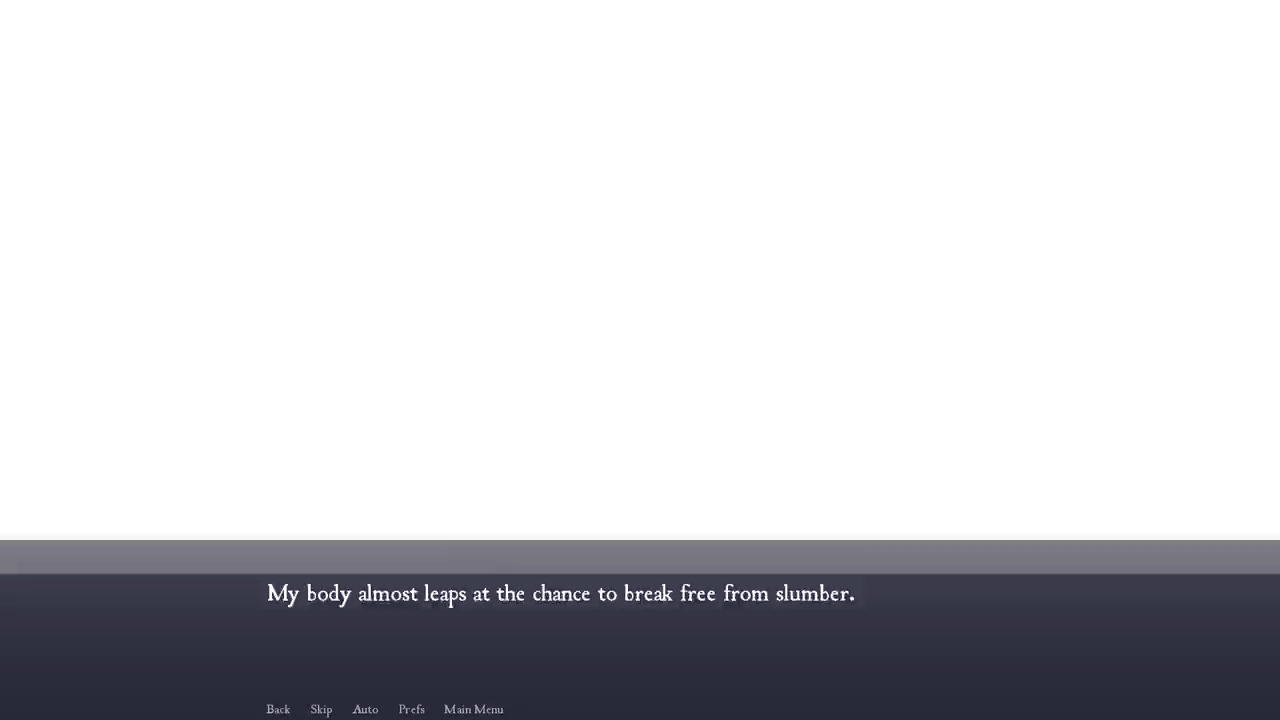 My body almost leaps at the chance to break free from slumber.
Back Skip Auto Prefs Main Menu